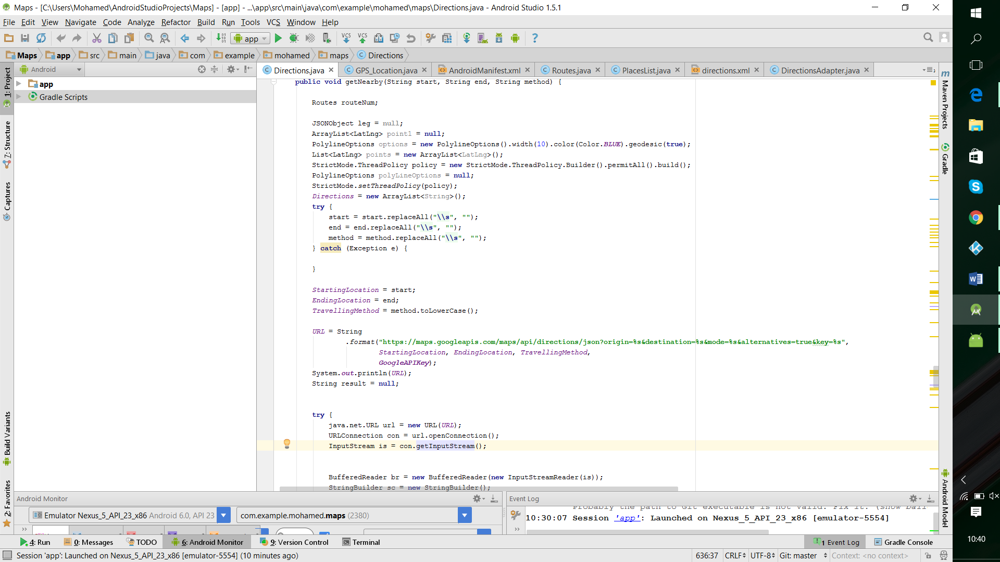 Maps - [C:\Users\Mohamed\AndroidStudioProjects\Maps] - [app] - ...\app\src\main\java\com\example\mohamed\maps\Directions.java - Android Studio 1.5.1
File Edit View Navigate Code Analyze Refactor Build Run Tools VCS Window Help
app
Maps app src main java com example mohamed maps Directions
Android
Directions.java GPS_Location.java AndroidManifest.xml Routes.java PlacesList.java directions.xml DirectionsAdapter.java
app
Gradle Scripts
1: Project
7: Structure
Captures
Build Variants
2: Favorites
public void getNearby(String start, String end, String method) {
Routes routeNum;
JSONObject leg = null;
ArrayList<LatLng> point1 = null;
PolylineOptions options = new PolylineOptions().width(10).color(Color.BLUE).geodesic(true);
List<LatLng> points = new ArrayList<LatLng>();
StrictMode.ThreadPolicy policy = new StrictMode.ThreadPolicy.Builder().permitAll().build();
PolylineOptions polyLineOptions = null;
StrictMode.setThreadPolicy(policy);
Directions = new ArrayList<String>();
try {
start = start.replaceAll("\\s", "");
end = end.replaceAll("\\s", "");
method = method.replaceAll("\\s", "");
} catch (Exception e) {
}
StartingLocation = start;
EndingLocation = end;
TravellingMethod = method.toLowerCase();
URL = String
.format("https://maps.googleapis.com/maps/api/directions/json?origin=%s&destination=%s&mode=%s&alternatives=true&key=%s",
StartingLocation, EndingLocation, TravellingMethod,
GoogleAPIKey);
System.out.println(URL);
String result = null;
try {
java.net.URL url = new URL(URL);
URLConnection con = url.openConnection();
InputStream is = con.getInputStream();
BufferedReader br = new BufferedReader(new InputStreamReader(is));
StringBuilder sc = new StringBuilder();
Maven Projects
Gradle
Android Model
Android Monitor
Emulator Nexus_5_API_23_x86 Android 6.0, API 23
com.example.mohamed.maps (2380)
Event Log
Probably the path to Git executable is not valid. Fix it.
10:30:07 Session 'app': Launched on Nexus_5_API_23_x86 [emulator-5554]
4: Run 0: Messages TODO 6: Android Monitor 9: Version Control Terminal
1 Event Log Gradle Console
Session 'app': Launched on Nexus_5_API_23_x86 [emulator-5554] (10 minutes ago)
636:37 CRLF UTF-8 Git: master Context: <no context>
10:40